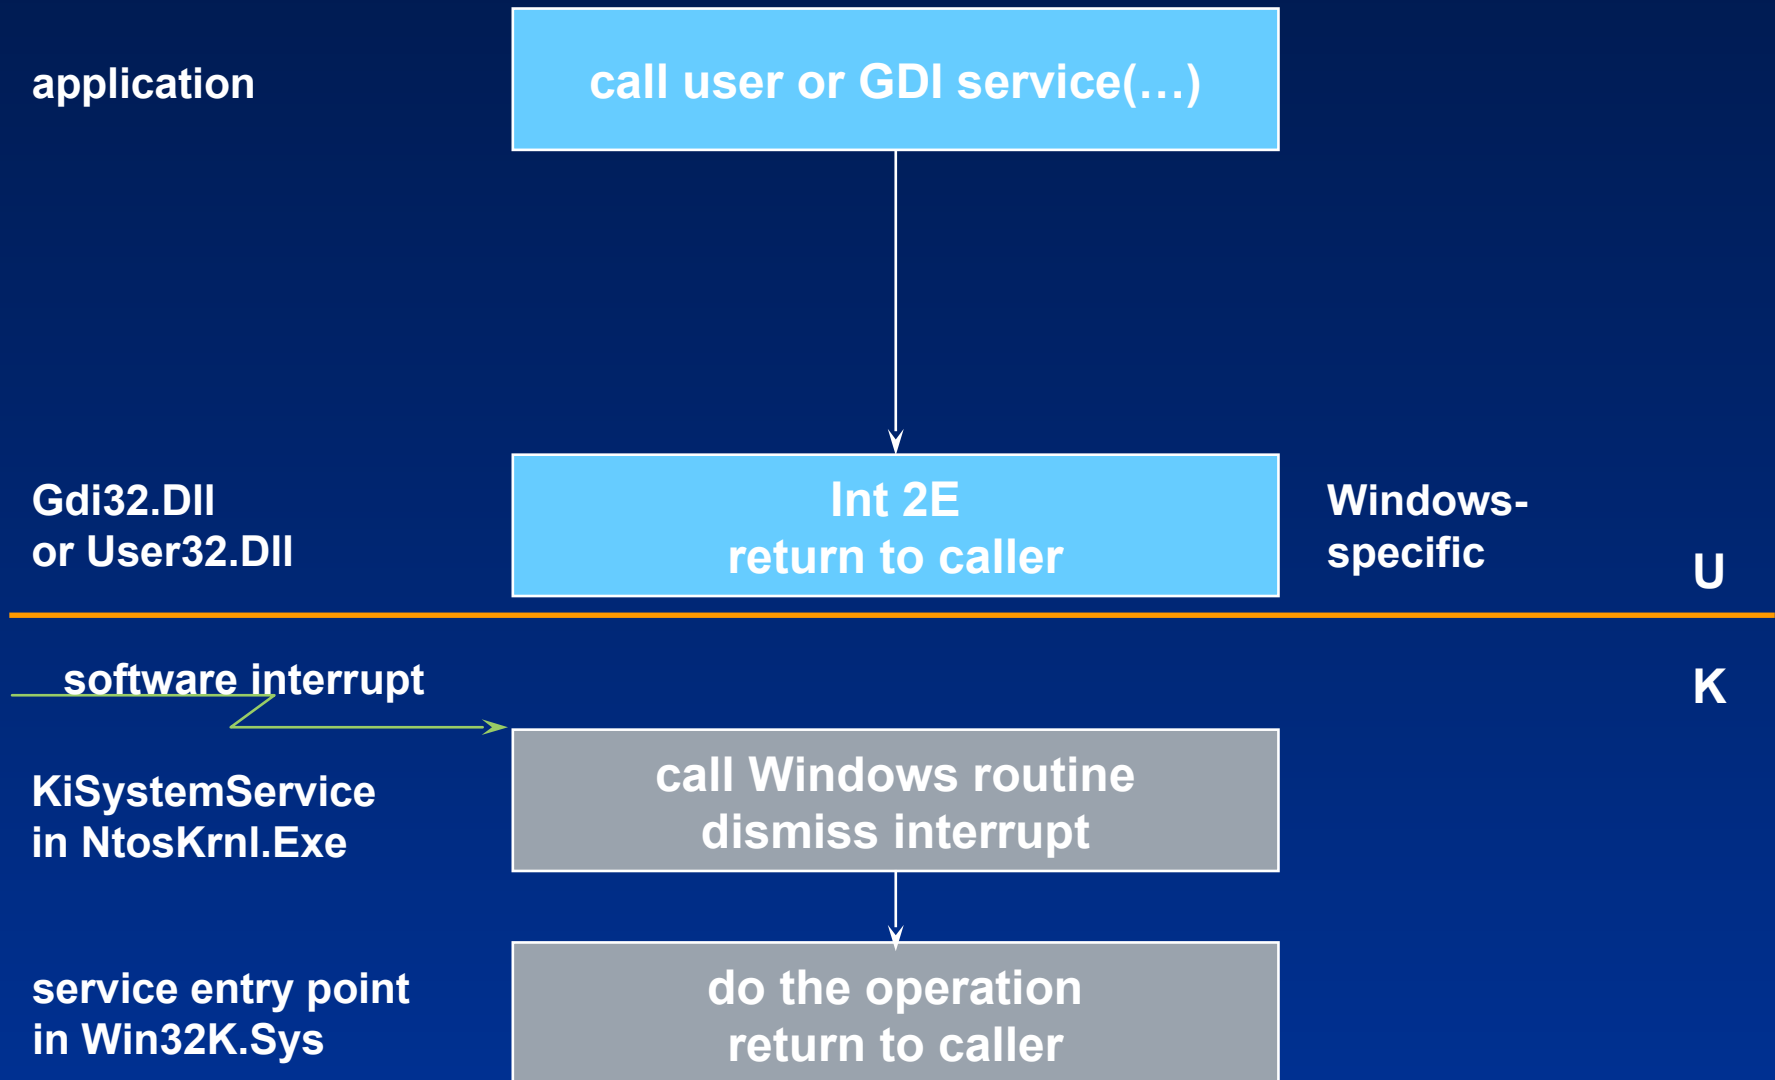 application
call user or GDI service(…)
Gdi32.Dll
or User32.Dll
Int 2E
return to caller
Windows-
specific
U
software interrupt
K
KiSystemService
in NtosKrnl.Exe
call Windows routine
dismiss interrupt
service entry point
in Win32K.Sys
do the operation
return to caller